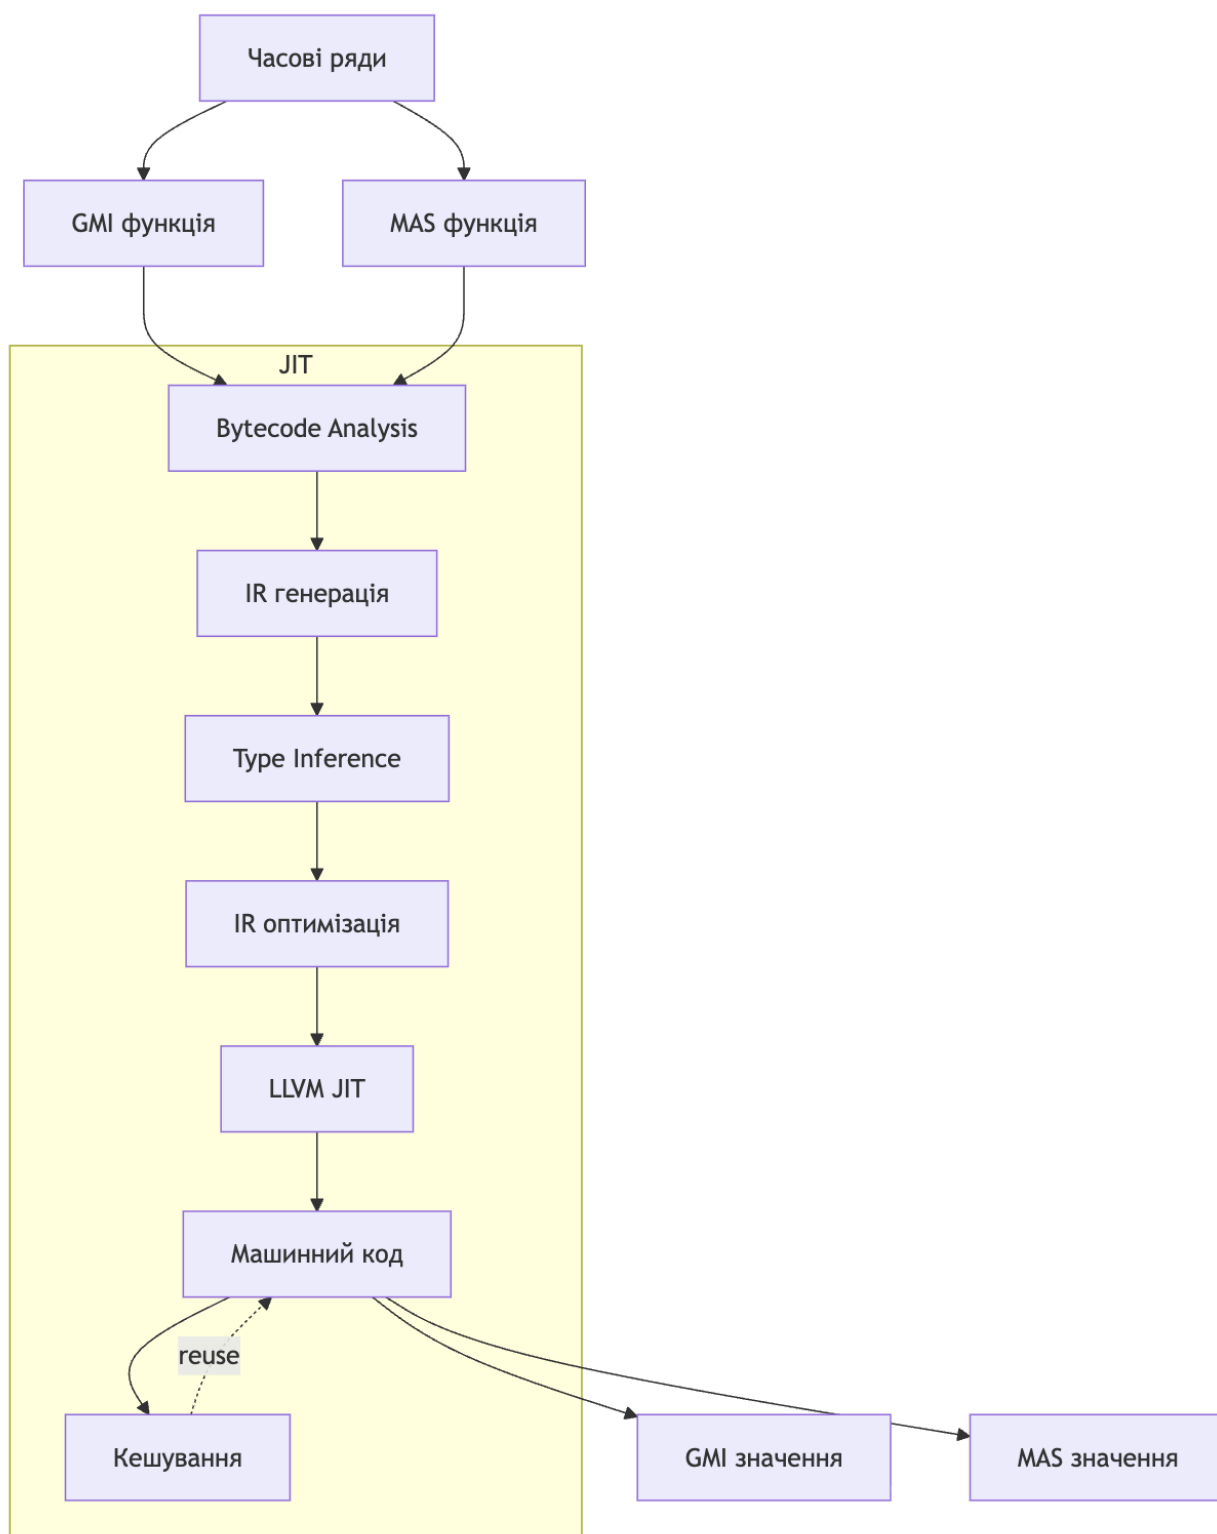 Часові ряди
GMI функція
MAS функція
JIT
Bytecode Analysis
IR генерація
Type Inference
IR оптимізація
LLVM JIT
Машинний код
reuse
Кешування
GMI значення
MAS значення